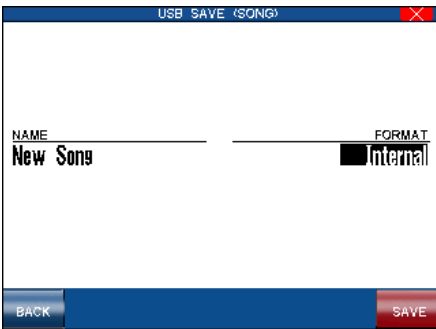 USB SAVE (SONG)
NAME
FORMAT
New Song
Internal
BACK
SAVE